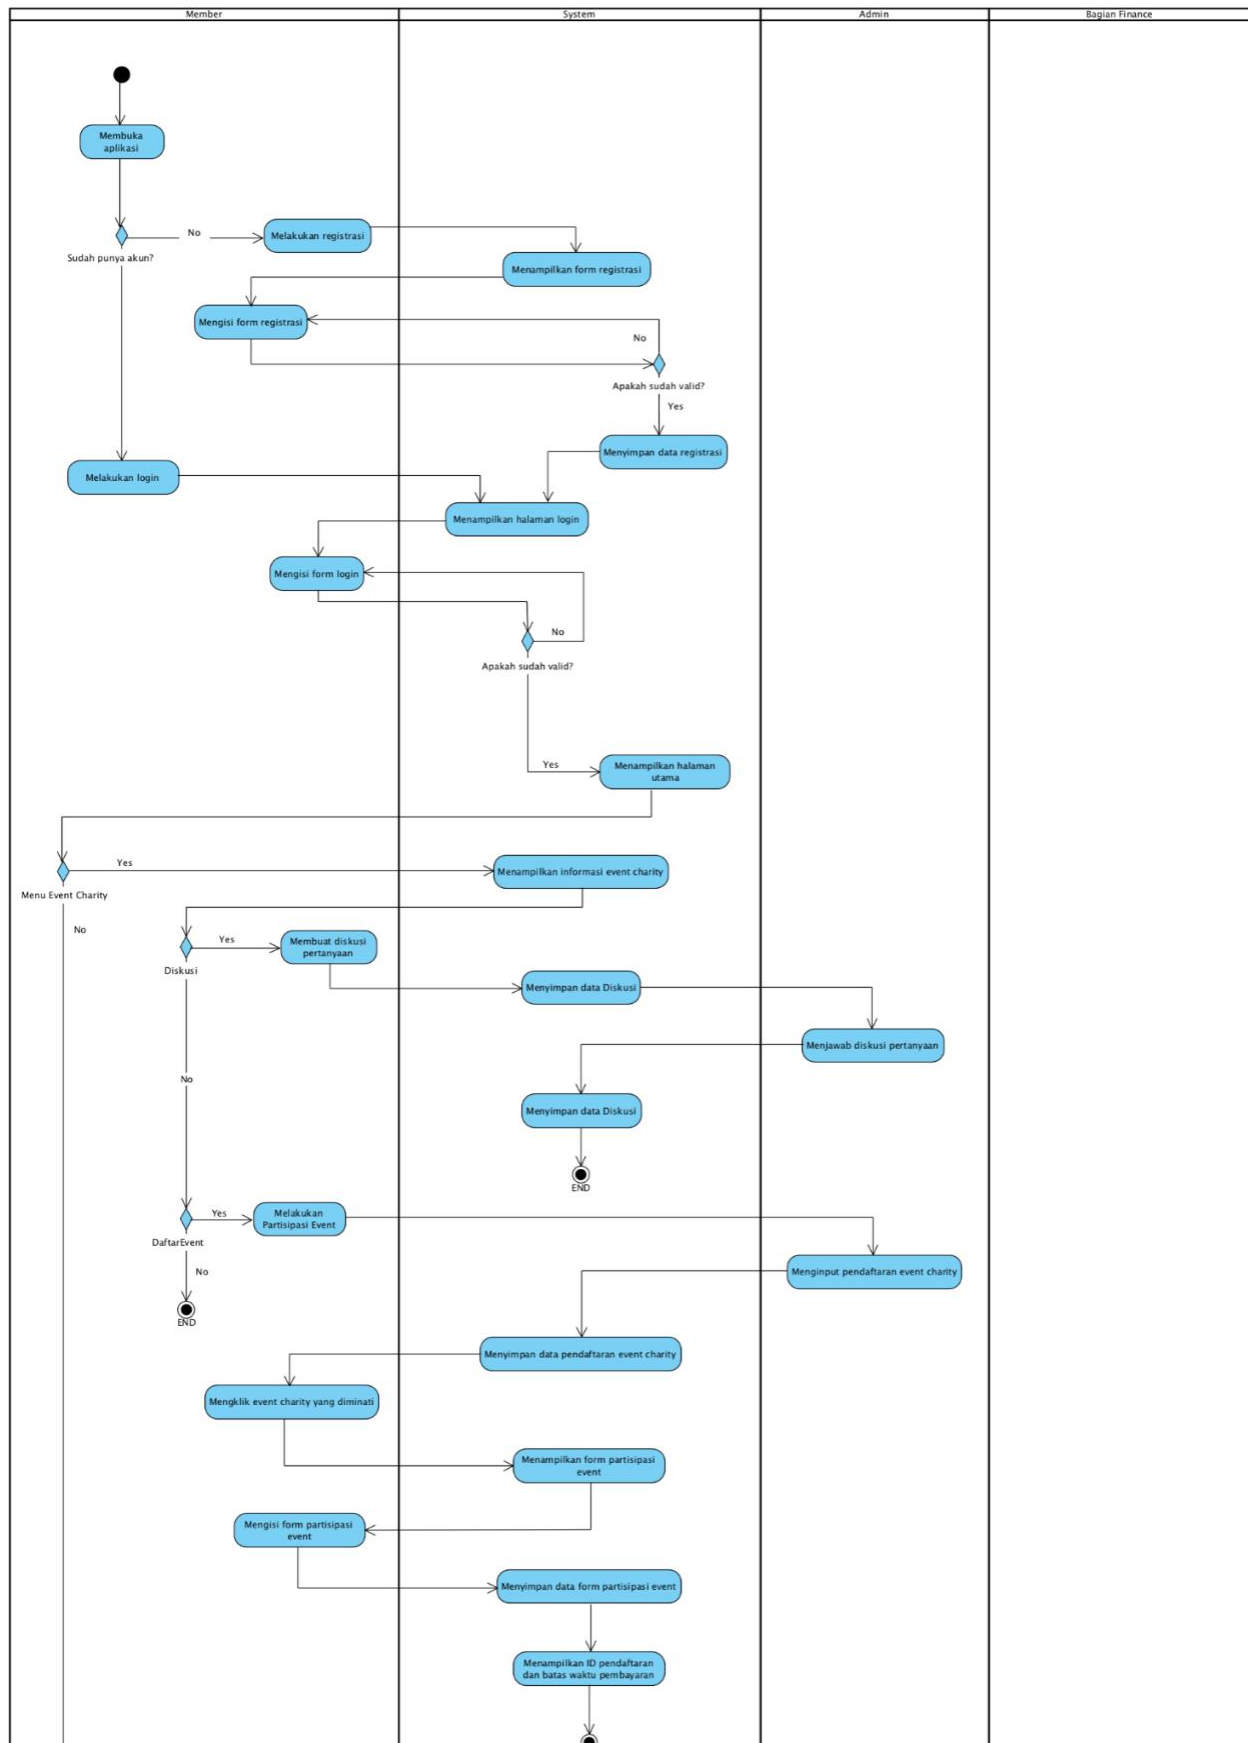 Member
System
Admin
Bagian Finance
Membuka
aplikasi
No
Melakukan registrasi
Sudah punya akun?
Menampilkan form registrasi
Mengisi form registrasi
No
Apakah sudah valid?
Yes
Menyimpan data registrasi
Melakukan login
Menampilkan halaman login
Mengisi form login
No
Apakah sudah valid?
Yes
Menampilkan halaman
utama
Yes
Menampilkan informasi event charity
Menu Event Charity
No
Yes
Membuat diskusi
pertanyaan
Diskusi
Menyimpan data Diskusi
Menjawab diskusi pertanyaan
No
Menyimpan data Diskusi
END
Yes
Melakukan
Partisipasi Event
DaftarEvent
No
Menginput pendaftaran event charity
END
Menyimpan data pendaftaran event charity
Mengklik event charity yang diminati
Menampilkan form partisipasi
event
Mengisi form partisipasi
event
Menyimpan data form partisipasi event
Menampilkan ID pendaftaran
dan batas waktu pembayaran